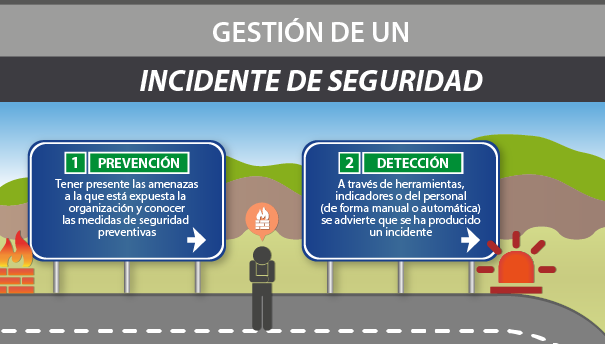 GESTIÓN DE UN
INCIDENTE DE SEGURIDAD
1 PREVENCIÓN
Tener presente las amenazas
a la que está expuesta la
organización y conocer
las medidas de seguridad
preventivas
2 DETECCIÓN
A través de herramientas,
indicadores o del personal
(de forma manual o automática)
se advierte que se ha producido
un incidente